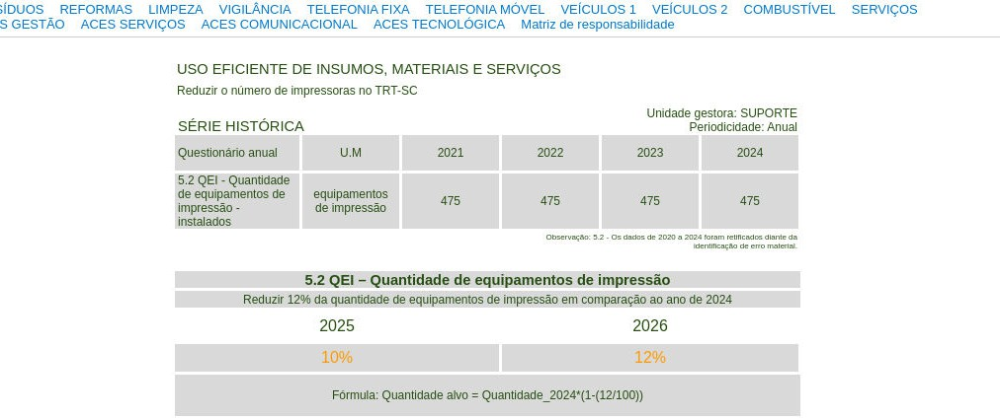 SÍDUOS REFORMAS LIMPEZA VIGILÂNCIA TELEFONIA FIXA TELEFONIA MÓVEL VEÍCULOS 1 VEÍCULOS 2 COMBUSTÍVEL SERVIÇOS
S GESTÃO ACES SERVIÇOS ACES COMUNICACIONAL ACES TECNOLÓGICA Matriz de responsabilidade
USO EFICIENTE DE INSUMOS, MATERIAIS E SERVIÇOS
Reduzir o número de impressoras no TRT-SC
Unidade gestora: SUPORTE
SÉRIE HISTÓRICA Periodicidade: Anual
Questionário anual U.M 2021 2022 2023 2024
5.2 QEI - Quantidade
de equipamentos de
impressão -
instalados
equipamentos
de impressão
475 475 475 475
Observação: 5.2 - Os dados de 2020 a 2024 foram retificados diante da
identificação de erro material.
5.2 QEI – Quantidade de equipamentos de impressão
Reduzir 12% da quantidade de equipamentos de impressão em comparação ao ano de 2024
2025 2026
10% 12%
Fórmula: Quantidade alvo = Quantidade_2024*(1-(12/100))